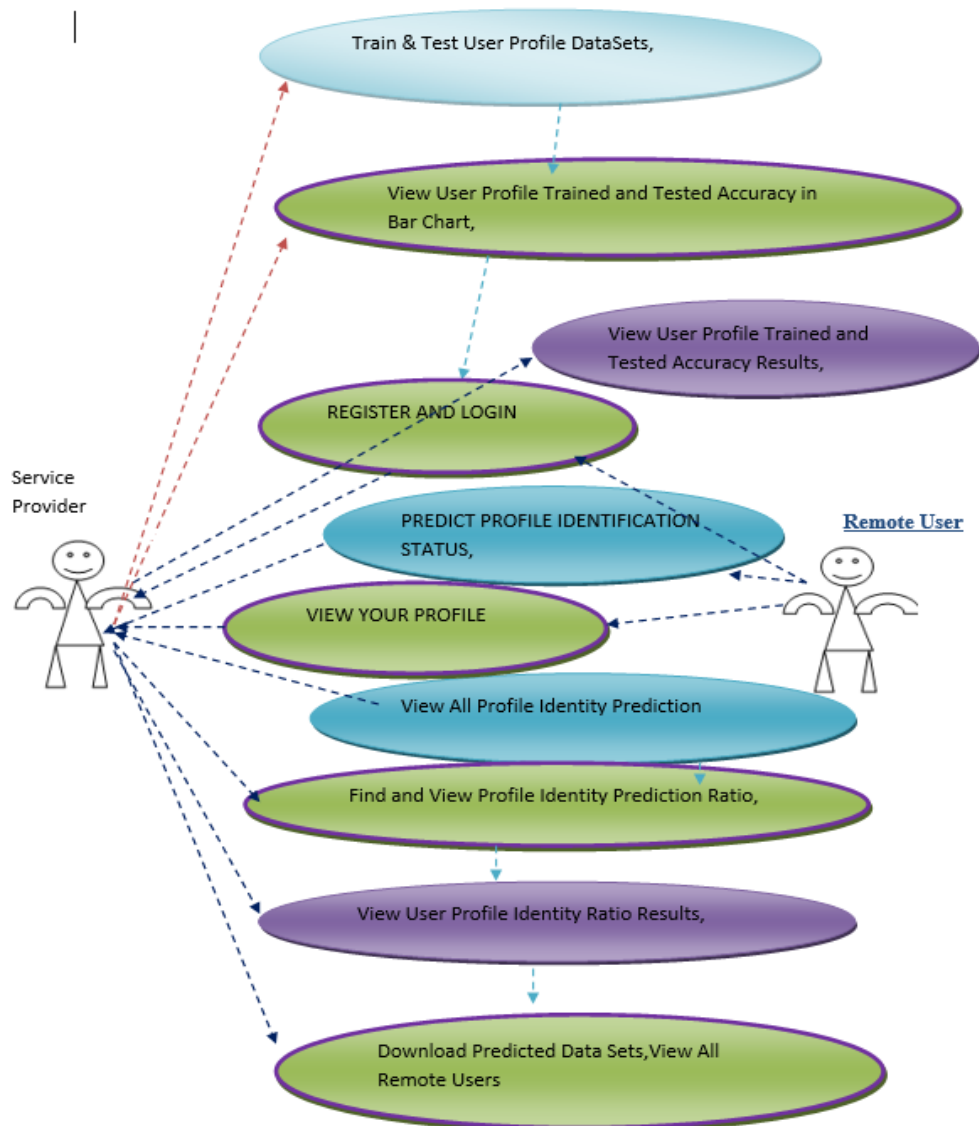 Train & Test User Profile DataSets,
View User Profile Trained and Tested Accuracy in
Bar Chart,
View User Profile Trained and
Tested Accuracy Results,
REGISTER AND LOGIN
Service
Provider
PREDICT PROFILE IDENTIFICATION
STATUS,
Remote User
VIEW YOUR PROFILE
View All Profile Identity Prediction
Find and View Profile Identity Prediction Ratio,
View User Profile Identity Ratio Results,
Download Predicted Data Sets,View All
Remote Users